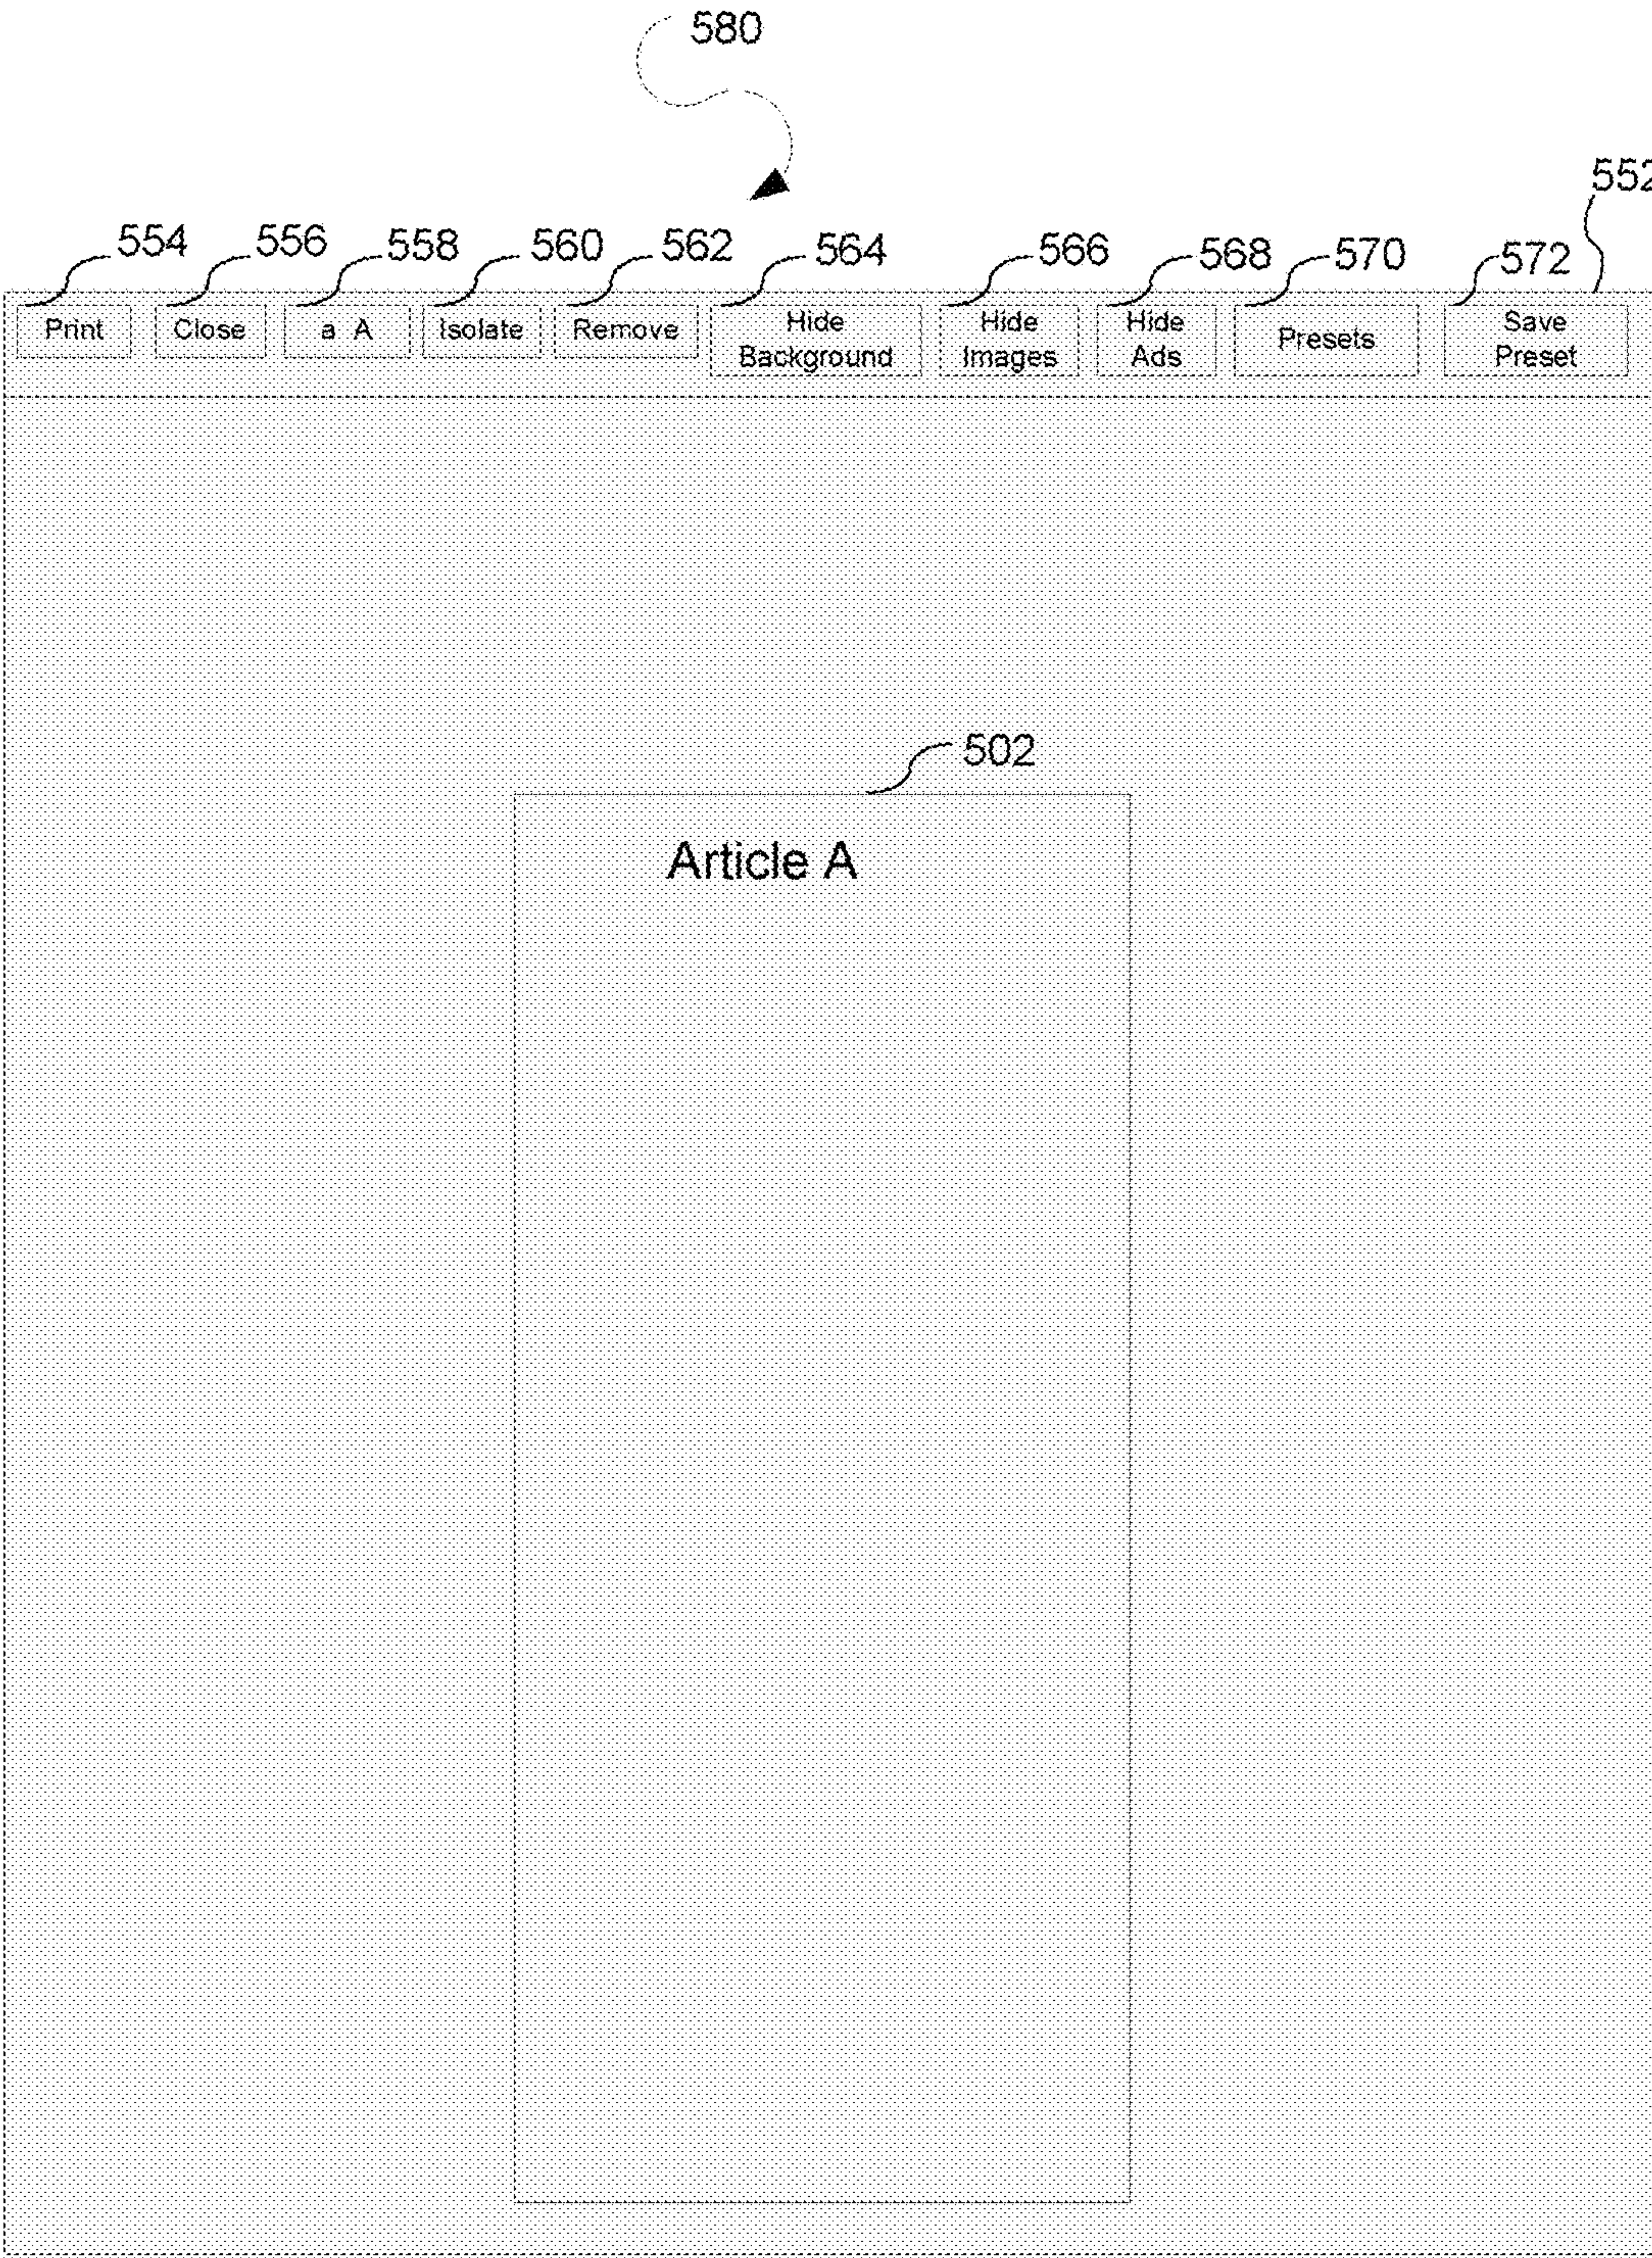 580
552
554 556 558 560 562 564 566 568 570 572
Print Close a A Isolate Remove Hide Hide Hide Presets Save
Background Images Ads Preset
502
Article A